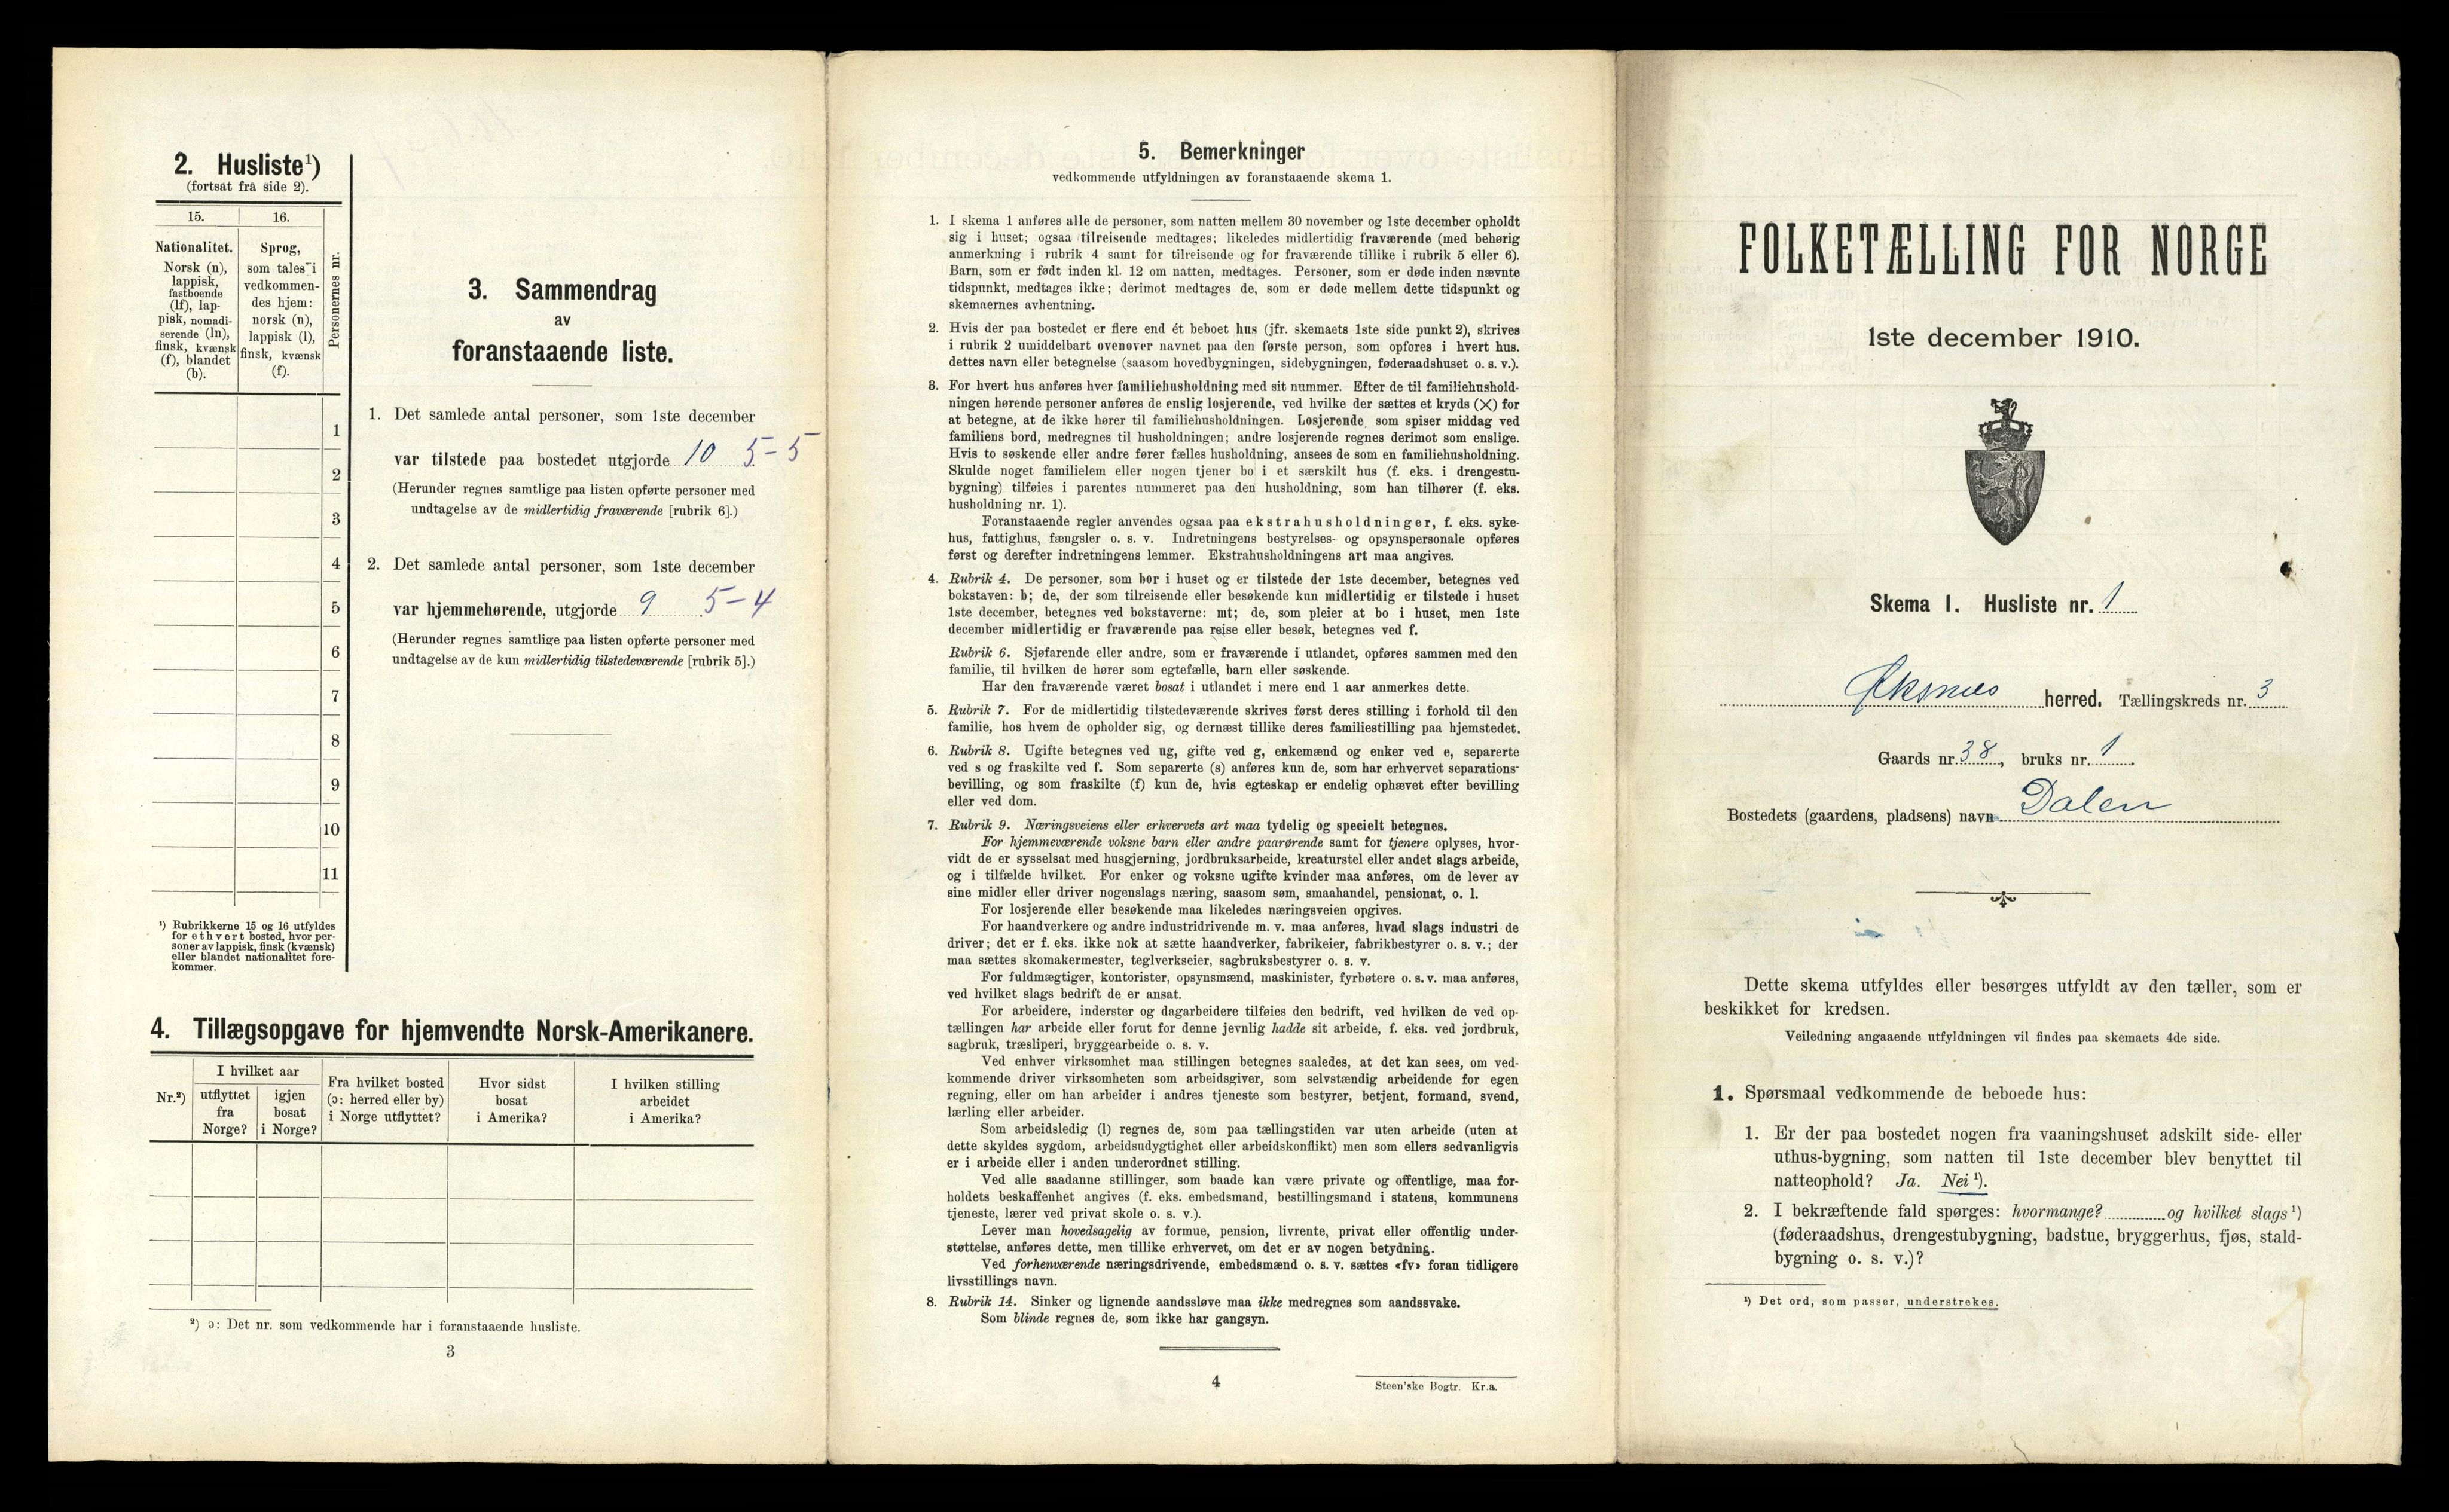 2. Husliste¹)
(fortsat fra side 2).
15. 16.
Nationalitet.
Norsk (n),
lappisk,
fastboende
(lf), lap-
pisk, nomadi-
serende (ln),
finsk, kvænsk
(f), blandet
(b).
Sprog,
som tales i
vedkommen-
des hjem:
norsk (n),
lappisk (l),
finsk, kvænsk
(f).
Personernes nr.
1
2
3
4
5
6
7
8
9
10
11
¹) Rubrikkerne 15 og 16 utfyldes
for ethvert bosted, hvor per-
soner av lappisk, finsk (kvænsk)
eller blandet nationalitet fore-
kommer.
3. Sammendrag
av
foranstaaende liste.
1. Det samlede antal personer, som 1ste december
var tilstede paa bostedet utgjorde 10 5-5
(Herunder regnes samtlige paa listen opførte personer med
undtagelse av de midlertidig fraværende [rubrik 6].)
2. Det samlede antal personer, som 1ste december
var hjemmehørende, utgjorde 9 5-4
(Herunder regnes samtlige paa listen opførte personer med
undtagelse av de kun midlertidig tilstedeværende [rubrik 5].)
4. Tillægsopgave for hjemvendte Norsk-Amerikanere.
Nr.²)
I hvilket aar
utflyttet
fra
Norge?
igjen
bosat
i Norge?
Fra hvilket bosted
(ɔ: herred eller by)
i Norge utflyttet?
Hvor sidst
bosat
i Amerika?
I hvilken stilling
arbeidet
i Amerika?
²) ɔ: Det nr. som vedkommende har i foranstaaende husliste.
3
5. Bemerkninger
vedkommende utfyldningen av foranstaaende skema 1.
1. I skema 1 anføres alle de personer, som natten mellem 30 november og 1ste december opholdt
sig i huset; ogsaa tilreisende medtages; likeledes midlertidig fraværende (med behørig
anmerkning i rubrik 4 samt for tilreisende og for fraværende tillike i rubrik 5 eller 6).
Barn, som er født inden kl. 12 om natten, medtages. Personer, som er døde inden nævnte
tidspunkt, medtages ikke; derimot medtages de, som er døde mellem dette tidspunkt og
skemaernes avhentning.
2. Hvis der paa bostedet er flere end ét beboet hus (jfr. skemaets 1ste side punkt 2), skrives
i rubrik 2 umiddelbart ovenover navnet paa den første person, som opføres i hvert hus.
dettes navn eller betegnelse (saasom hovedbygningen, sidebygningen, føderaadshuset o. s. v.).
3. For hvert hus anføres hver familiehusholdning med sit nummer. Efter de til familiehushold-
ningen hørende personer anføres de enslig losjerende, ved hvilke der sættes et kryds (X) for
at betegne, at de ikke hører til familiehusholdningen. Losjerende som spiser middag ved
familiens bord, medregnes til husholdningen; andre losjerende regnes derimot som enslige.
Hvis to søskende eller andre fører fælles husholdning, ansees de som en familiehusholdning.
Skulde noget familielem eller nogen tjener bo i et særskilt hus (f. eks. i drengestu-
bygning) tilføies i parentes nummeret paa den husholdning, som han tilhører (f. eks.
husholdning nr. 1).
Foranstaaende regler anvendes ogsaa paa ekstrahusholdninger, f. eks. syke-
hus, fattighus, fængsler o. s. v. Indretningens bestyrelses- og opsynspersonale opføres
først og derefter indretningens lemmer. Ekstrahusholdningens art maa angives.
4. Rubrik 4. De personer, som bor i huset og er tilstede der 1ste december, betegnes ved
bokstaven: b; de, der som tilreisende eller besøkende kun midlertidig er tilstede i huset
1ste december, betegnes ved bokstaverne: mt; de, som pleier at bo i huset, men 1ste
december midlertidig er fraværende paa reise eller besøk, betegnes ved f.
Rubrik 6. Sjøfarende eller andre, som er fraværende i utlandet, opføres sammen med den
familie, til hvilken de hører som egtefælle, barn eller søskende.
Har den fraværende været bosat i utlandet i mere end 1 aar anmerkes dette.
5. Rubrik 7. For de midlertidig tilstedeværende skrives først deres stilling i forhold til den
familie, hos hvem de opholder sig, og dernæst tillike deres familiestilling paa hjemstedet.
6. Rubrik 8. Ugifte betegnes ved ug, gifte ved g, enkemænd og enker ved e, separerte
ved s og fraskilte ved f. Som separerte (s) anføres kun de, som har erhvervet separations-
bevilling, og som fraskilte (f) kun de, hvis egteskap er endelig ophævet efter bevilling
eller ved dom.
7. Rubrik 9. Næringsveiens eller erhvervets art maa tydelig og specielt betegnes.
For hjemmeværende voksne barn eller andre paarørende samt for tjenere oplyses, hvor-
vidt de er sysselsat med husgjerning, jordbruksarbeide, kreaturstel eller andet slags arbeide,
og i tilfælde hvilket. For enker og voksne ugifte kvinder maa anføres, om de lever av
sine midler eller driver nogenslags næring, saasom søm, smaahandel, pensionat, o. l.
For losjerende eller besøkende maa likeledes næringsveien opgives.
For haandverkere og andre industridrivende m. v. maa anføres, hvad slags industri de
driver; det er f. eks. ikke nok at sætte haandverker, fabrikeier, fabrikbestyrer o. s. v.; der
maa sættes skomakermester, teglverkseier, sagbruksbestyrer o. s. v.
For fuldmægtiger, kontorister, opsynsmænd, maskinister, fyrbøtere o. s. v. maa anføres,
ved hvilket slags bedrift de er ansat.
For arbeidere, inderster og dagarbeidere tilføies den bedrift, ved hvilken de ved op-
tællingen har arbeide eller forut for denne jevnlig hadde sit arbeide, f. eks. ved jordbruk,
sagbruk, træsliperi, bryggearbeide o. s. v.
Ved enhver virksomhet maa stillingen betegnes saaledes, at det kan sees, om ved-
kommende driver virksomheten som arbeidsgiver, som selvstændig arbeidende for egen
regning, eller om han arbeider i andres tjeneste som bestyrer, betjent, formand, svend,
lærling eller arbeider.
Som arbeidsledig (l) regnes de, som paa tællingstiden var uten arbeide (uten at
dette skyldes sygdom, arbeidsudygtighet eller arbeidskonflikt) men som ellers sedvanligvis
er i arbeide eller i anden underordnet stilling.
Ved alle saadanne stillinger, som baade kan være private og offentlige, maa for-
holdets beskaffenhet angives (f. eks. embedsmand, bestillingsmand i statens, kommunens
tjeneste, lærer ved privat skole o. s. v.).
Lever man hovedsagelig av formue, pension, livrente, privat eller offentlig under-
støttelse, anføres dette, men tillike erhvervet, om det er av nogen betydning.
Ved forhenværende næringsdrivende, embedsmænd o. s. v. sættes «fv» foran tidligere
livsstillings navn.
8. Rubrik 14. Sinker og lignende aandssløve maa ikke medregnes som aandssvake.
Som blinde regnes de, som ikke har gangsyn.
4
Steen'ske Bogtr. Kr.a.
FOLKETÆLLING FOR NORGE
1ste december 1910.
Skema 1. Husliste nr. 1
Øksnes herred. Tællingskreds nr. 3
Gaards nr. 38, bruks nr. 1.
Bostedets (gaardens, pladsens) navn Dalen
Dette skema utfyldes eller besørges utfyldt av den tæller, som er
beskikket for kredsen.
Veiledning angaaende utfyldningen vil findes paa skemaets 4de side.
1. Spørsmaal vedkommende de beboede hus:
1. Er der paa bostedet nogen fra vaaningshuset adskilt side- eller
uthus-bygning, som natten til 1ste december blev benyttet til
natteophold? Ja. Nei ¹).
2. I bekræftende fald spørges: hvormange? og hvilket slags ¹)
(føderaadshus, drengestubygning, badstue, bryggerhus, fjøs, stald-
bygning o. s. v.)?
¹) Det ord, som passer, understrekes.